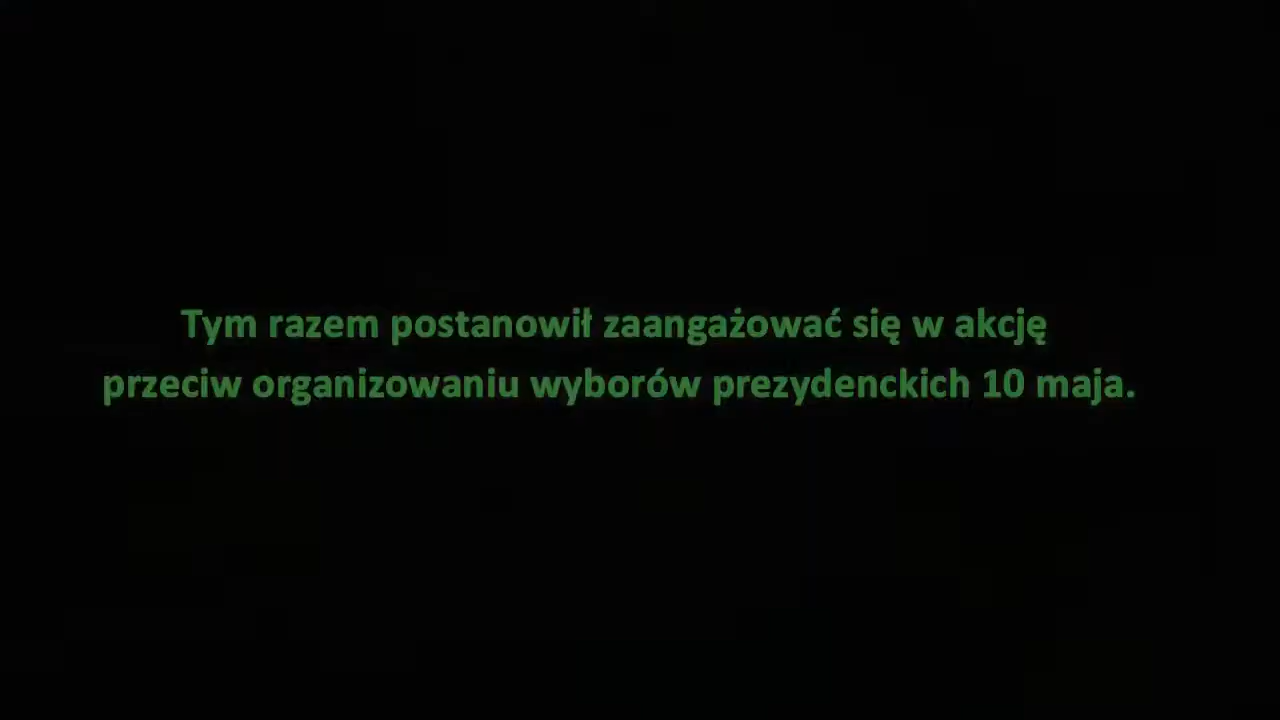 Tym razem postanowił zaangażować się w akcję
przeciw organizowaniu wyborów prezydenckich 10 maja.